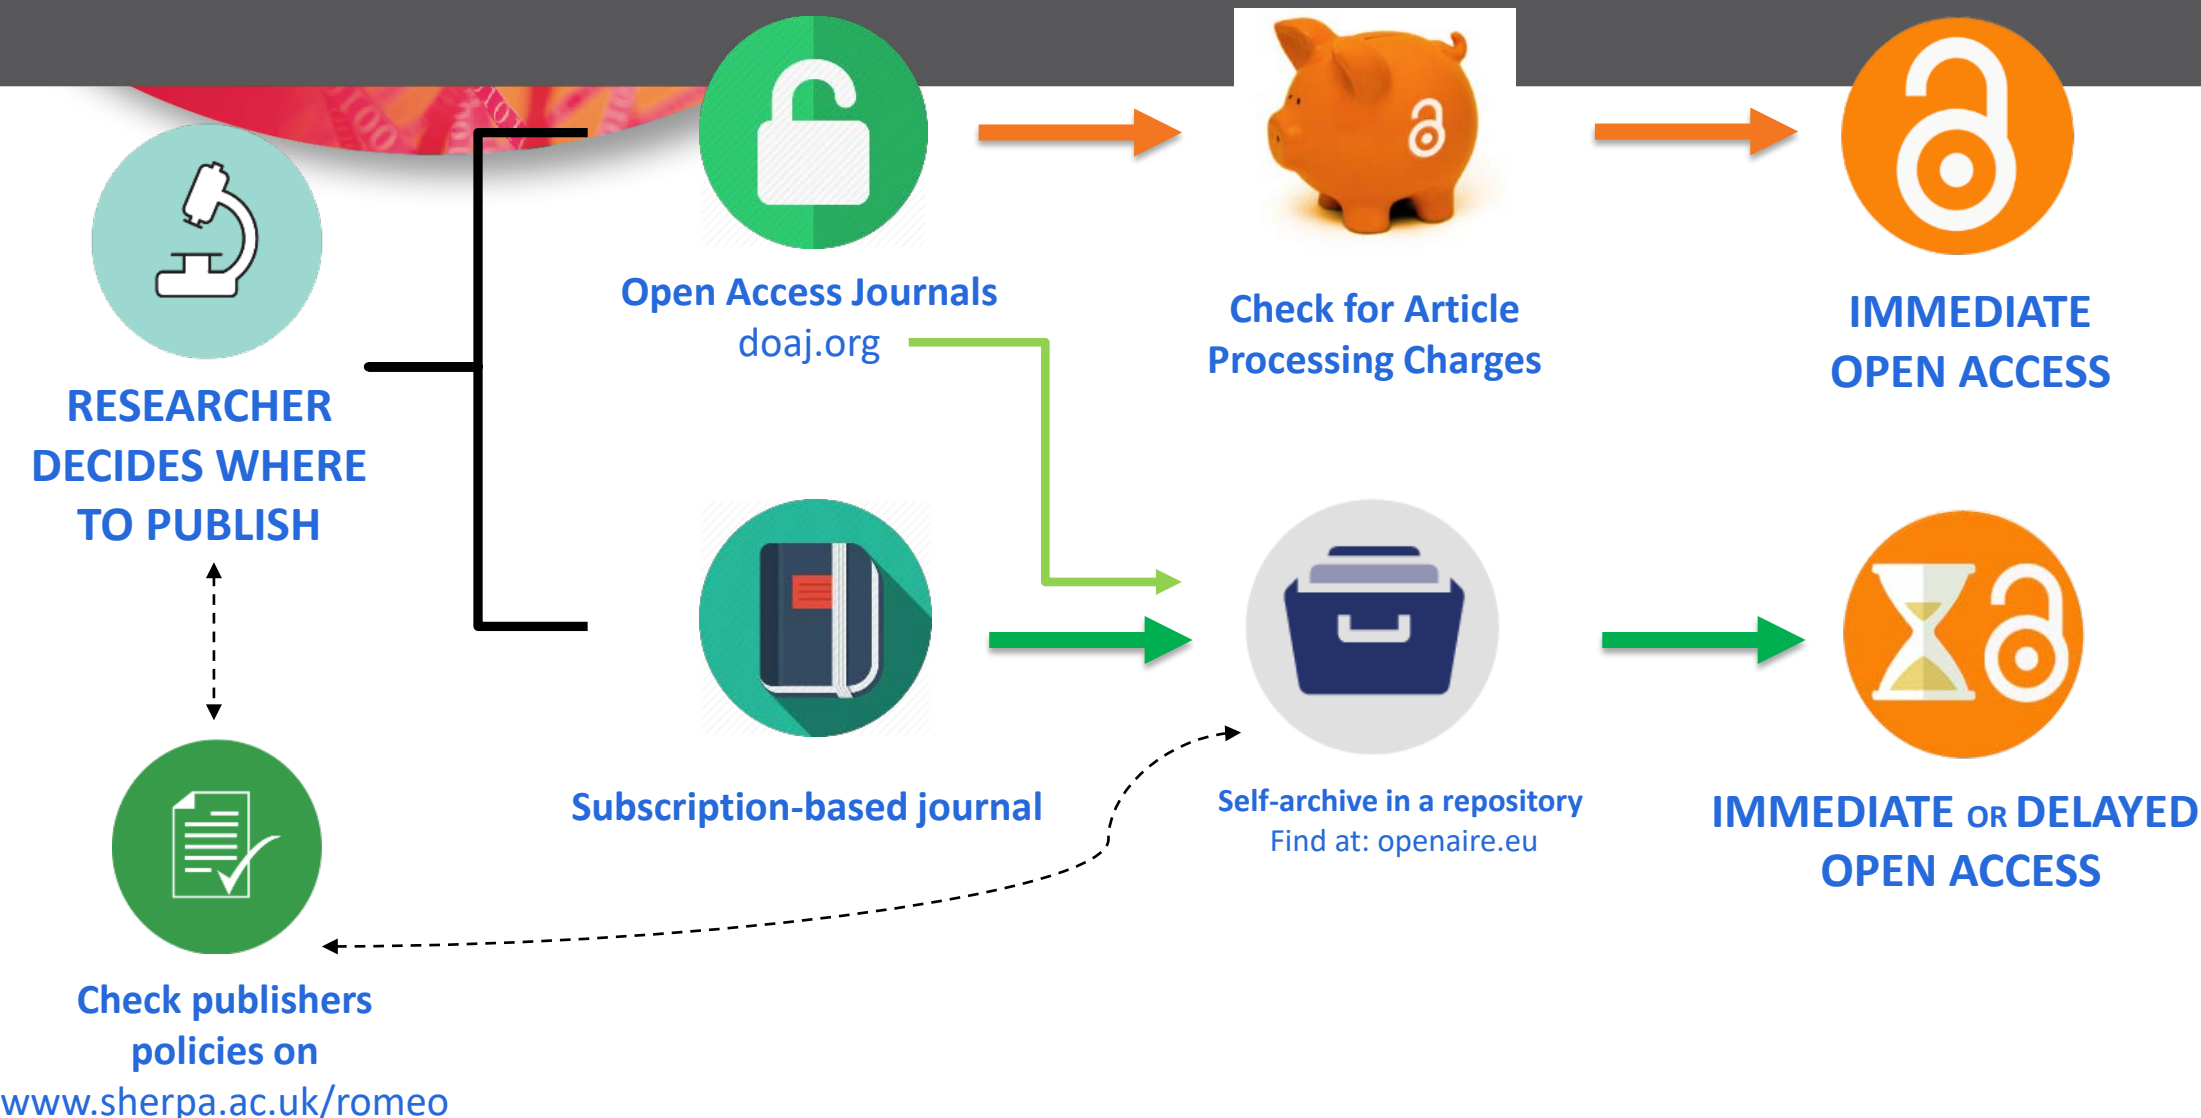 RESEARCHER
DECIDES WHERE
TO PUBLISH
Open Access Journals
doaj.org
Check for Article
Processing Charges
IMMEDIATE
OPEN ACCESS
Subscription-based journal
Self-archive in a repository
Find at: openaire.eu
IMMEDIATE OR DELAYED
OPEN ACCESS
Check publishers
policies on
www.sherpa.ac.uk/romeo